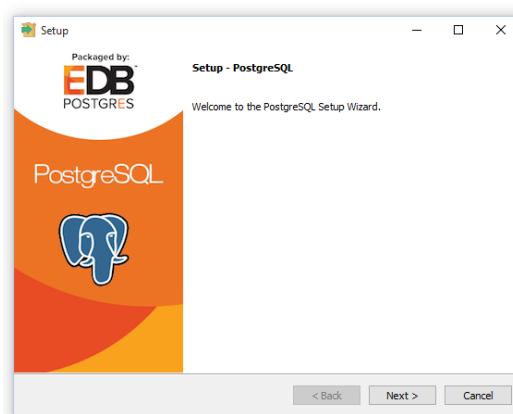 Setup
Packaged by:
EDB
POSTGRES
PostgreSQL
Setup - PostgreSQL
Welcome to the PostgreSQL Setup Wizard.
< Back
Next >
Cancel